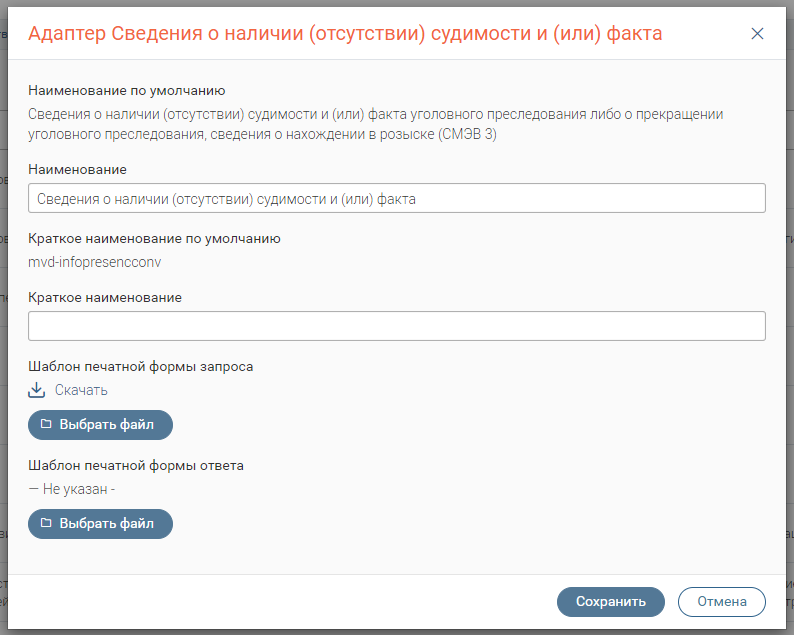 Адаптер Сведения о наличии (отсутствии) судимости и (или) факта
Наименование по умолчанию
Сведения о наличии (отсутствии) судимости и (или) факта уголовного преследования либо о прекращении
уголовного преследования, сведения о нахождении в розыске (СМЭВ 3)
Наименование
Сведения о наличии (отсутствии) судимости и (или) факта
Краткое наименование по умолчанию
mvd-infopresencconv
Краткое наименование
Шаблон печатной формы запроса
Скачать
Выбрать файл
Шаблон печатной формы ответа
— Не указан -
Выбрать файл
Сохранить
Отмена